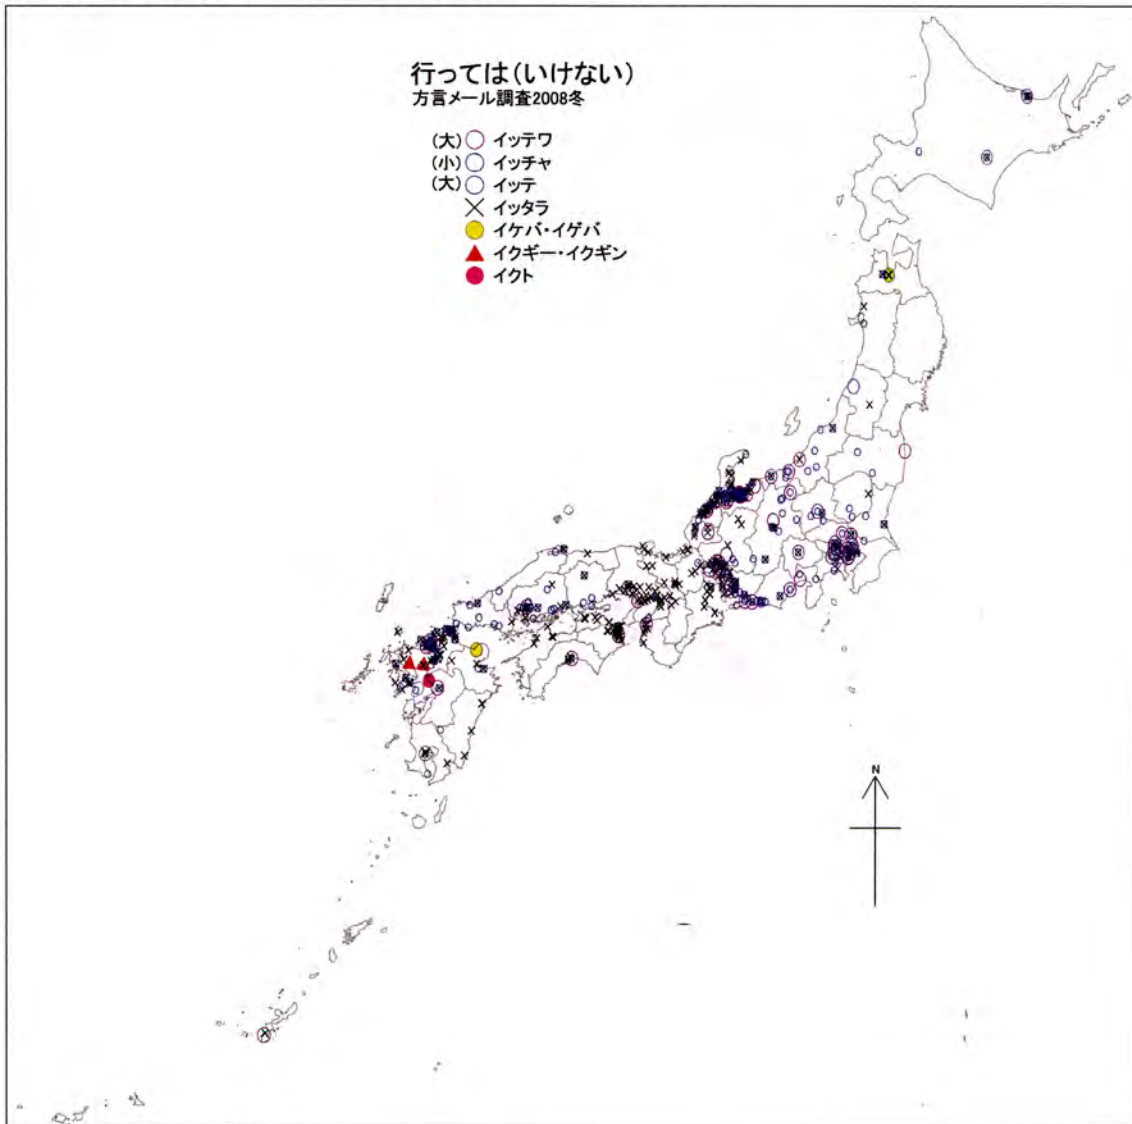 行っては(いけない)
方言メール調査2008冬
(大) イッテワ
(小) イッチャ
(大) イッテ
イッタラ
イケバ・イゲバ
イクギー・イクギン
イクト
N